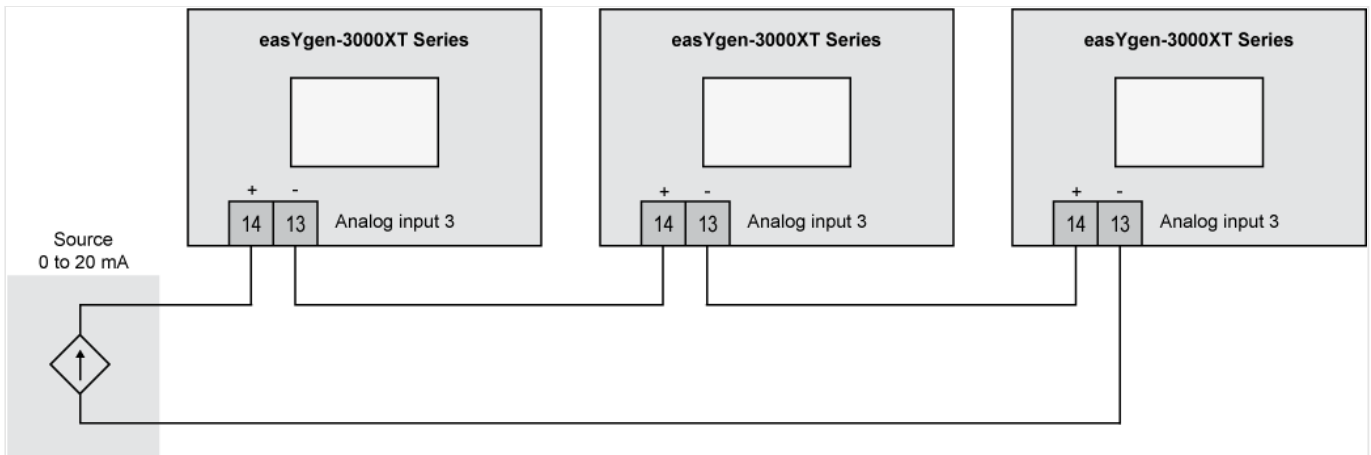 easYgen-3000XT Series
easYgen-3000XT Series
easYgen-3000XT Series
+ -
+ -
+ -
14 13 Analog input 3
14 13 Analog input 3
14 13 Analog input 3
Source
0 to 20 mA